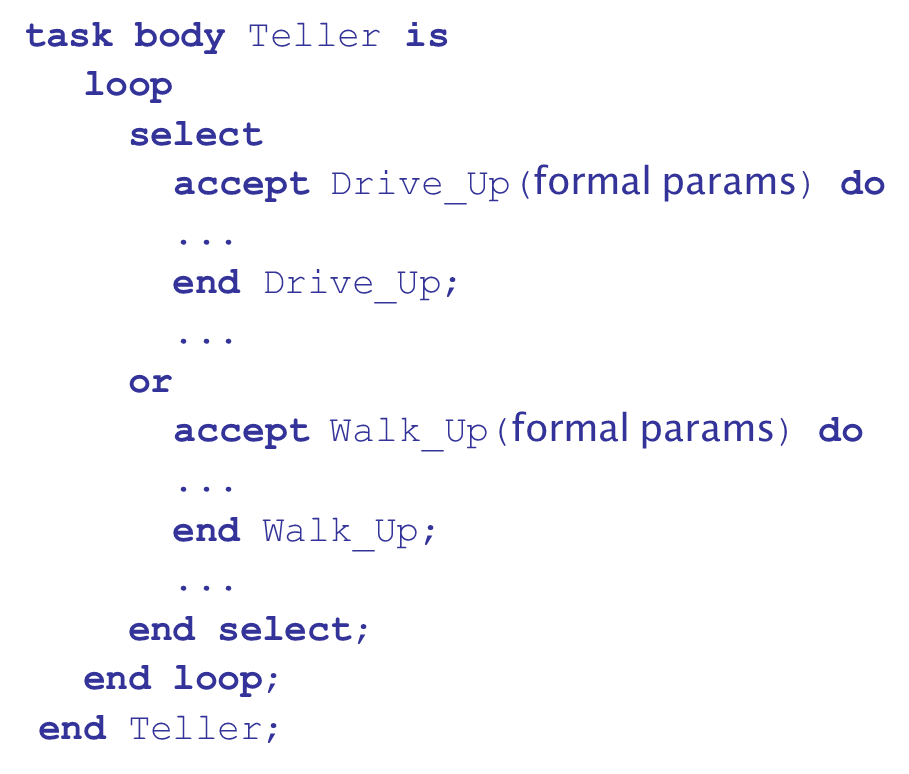 task body Teller is
loop
select
accept Drive_Up(formal params) do
...
end Drive_Up;
...
or
accept Walk_Up(formal params) do
...
end Walk_Up;
...
end select;
end loop;
end Teller;